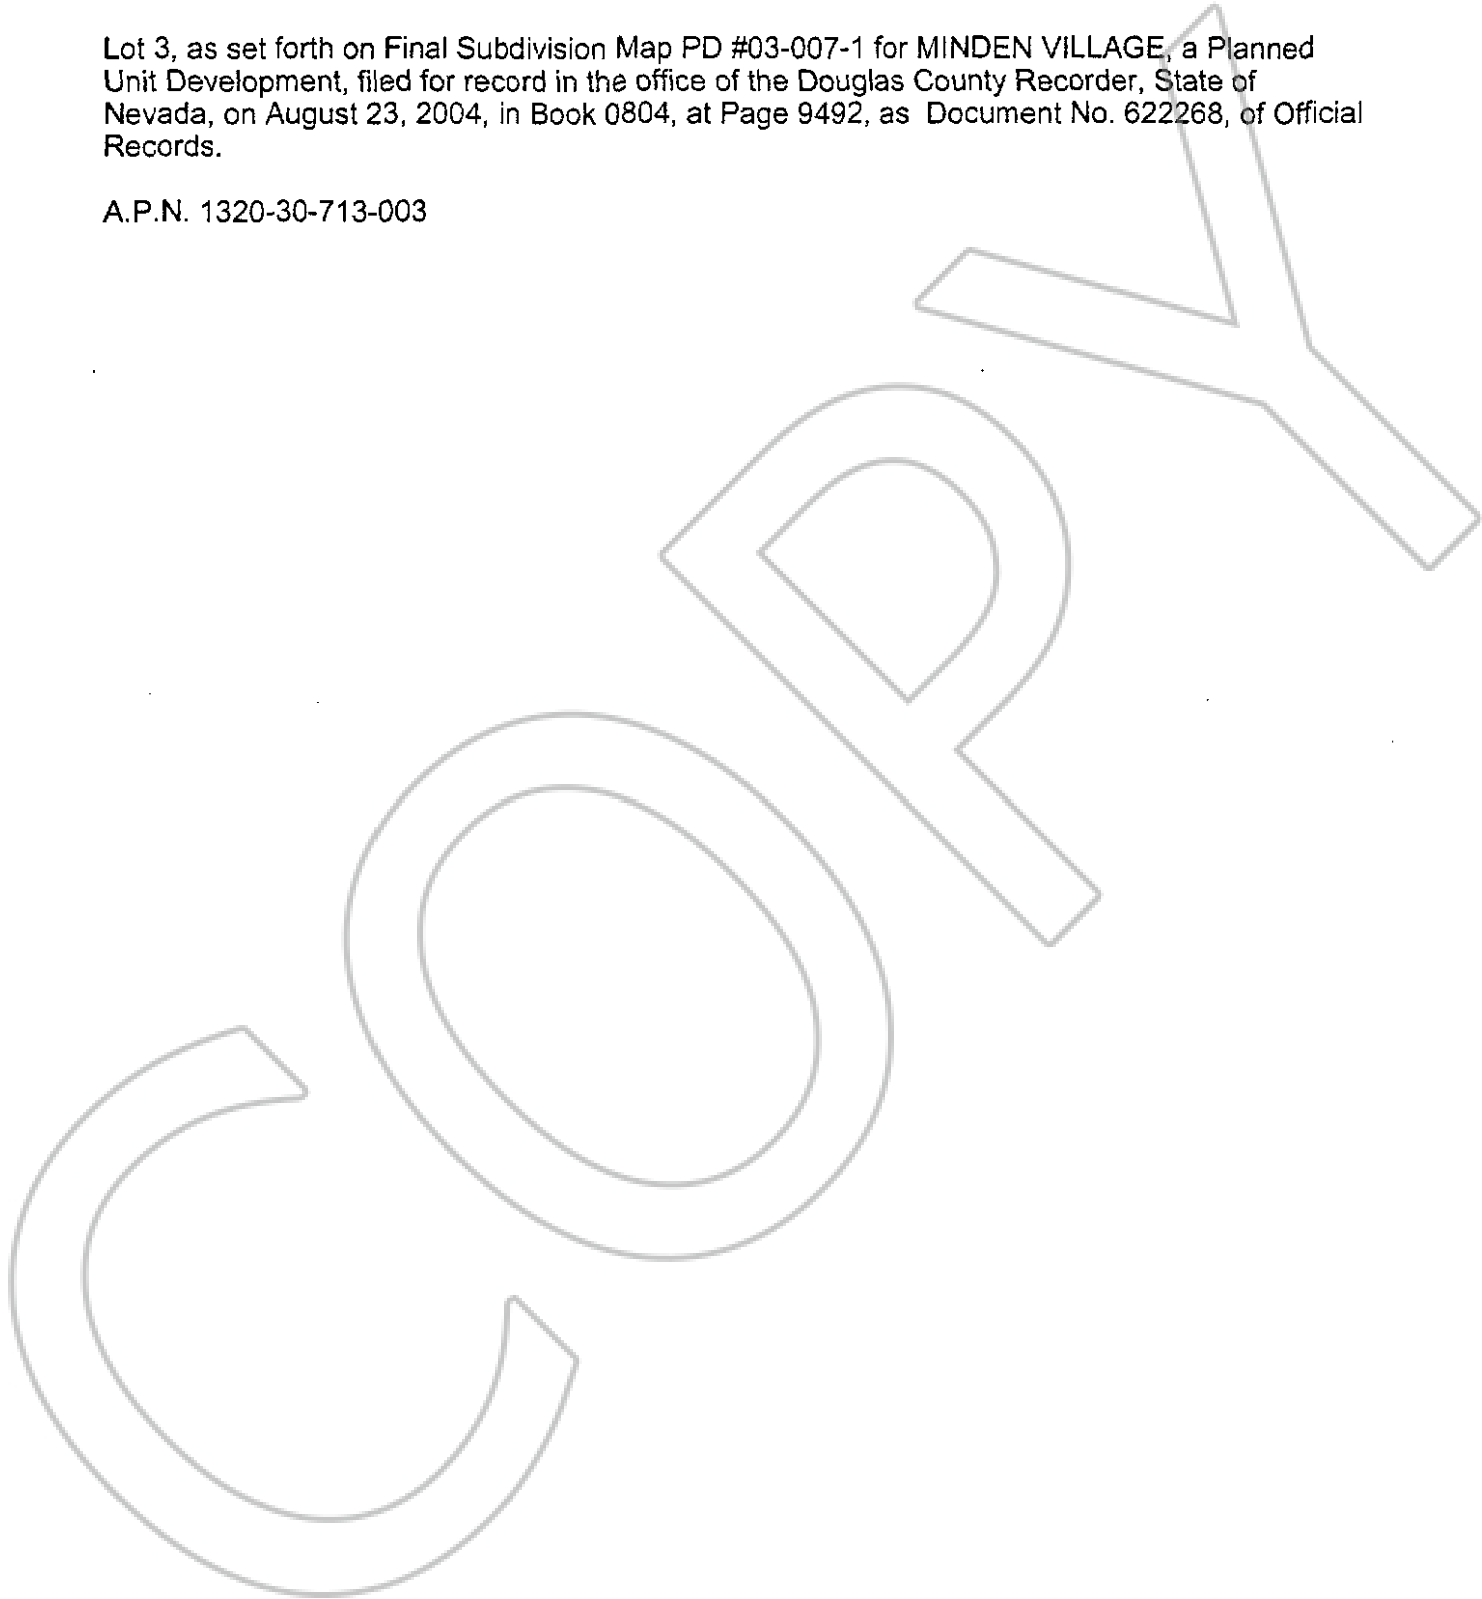 Lot 3, as set forth on Final Subdivision Map PD #03-007-1 for MINDEN VILLAGE, a Planned
Unit Development, filed for record in the office of the Douglas County Recorder, State of
Nevada, on August 23, 2004, in Book 0804, at Page 9492, as Document No. 622268, of Official
Records.
A.P.N. 1320-30-713-003
COPY